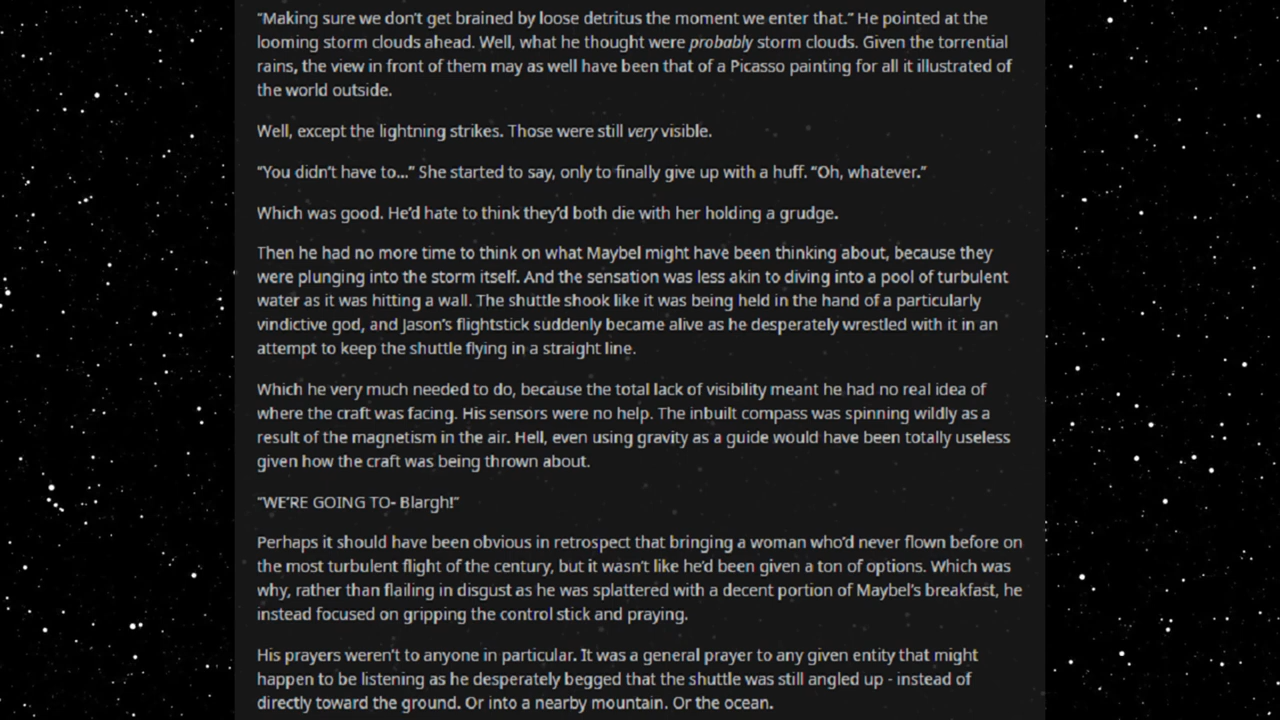 “Making sure we don’t get brained by loose detritus the moment we enter that.” He pointed at the
looming storm clouds ahead. Well, what he thought were probably storm clouds. Given the torrential
rains, the view in front of them may as well have been that of a Picasso painting for all it illustrated of
the world outside.
Well, except the lightning strikes. Those were still very visible.
“You didn’t have to…” She started to say, only to finally give up with a huff. “Oh, whatever.”
Which was good. He’d hate to think they’d both die with her holding a grudge.
Then he had no more time to think on what Maybel might have been thinking about, because they
were plunging into the storm itself. And the sensation was less akin to diving into a pool of turbulent
water as it was hitting a wall. The shuttle shook like it was being held in the hand of a particularly
vindictive god, and Jason’s flightstick suddenly became alive as he desperately wrestled with it in an
attempt to keep the shuttle flying in a straight line.
Which he very much needed to do, because the total lack of visibility meant he had no real idea of
where the craft was facing. His sensors were no help. The inbuilt compass was spinning wildly as a
result of the magnetism in the air. Hell, even using gravity as a guide would have been totally useless
given how the craft was being thrown about.
“WE’RE GOING TO- Blargh!”
Perhaps it should have been obvious in retrospect that bringing a woman who’d never flown before on
the most turbulent flight of the century, but it wasn’t like he’d been given a ton of options. Which was
why, rather than flailing in disgust as he was splattered with a decent portion of Maybel’s breakfast, he
instead focused on gripping the control stick and praying.
His prayers weren’t to anyone in particular. It was a general prayer to any given entity that might
happen to be listening as he desperately begged that the shuttle was still angled up - instead of
directly toward the ground. Or into a nearby mountain. Or the ocean.